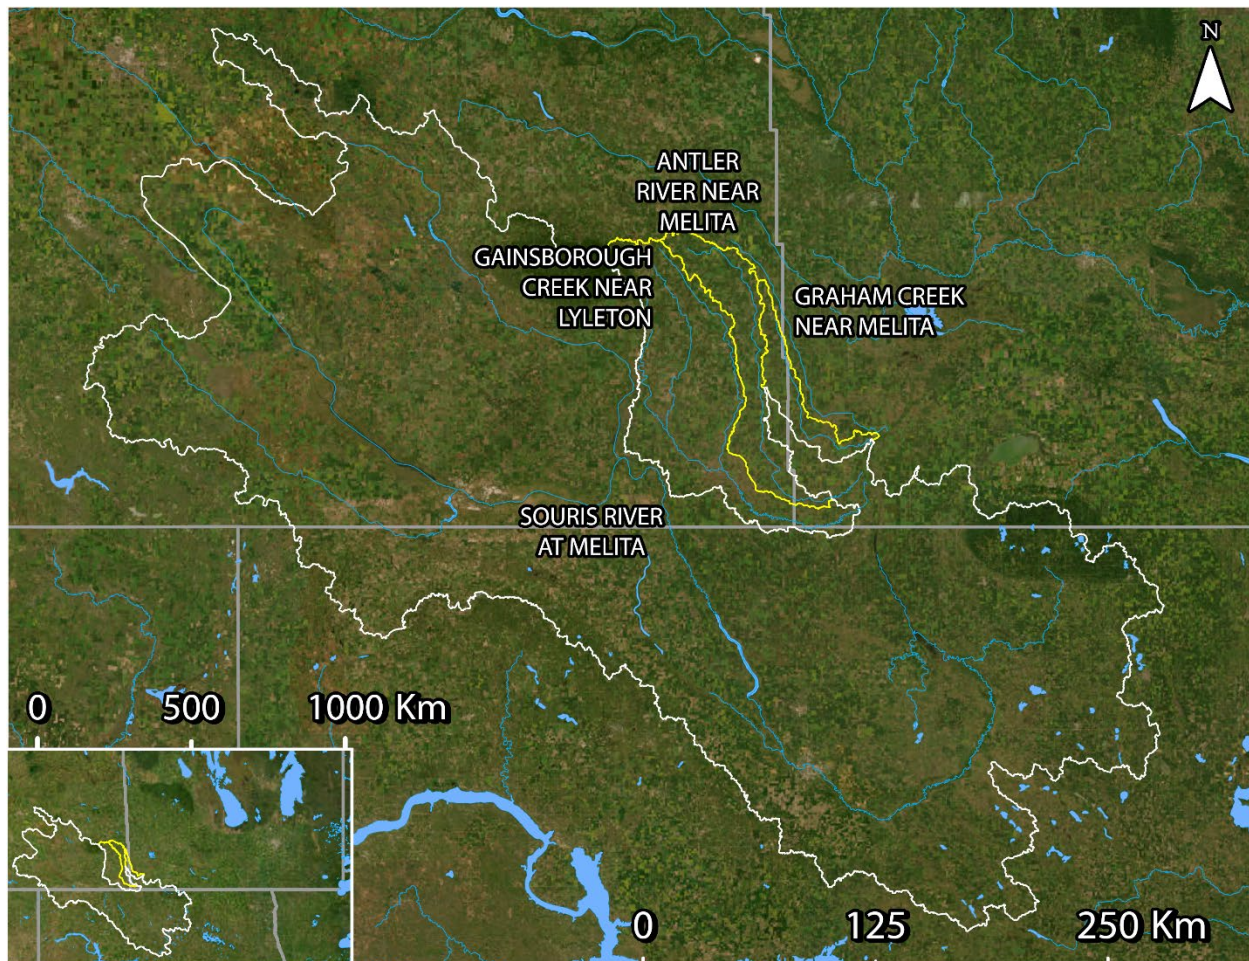 N
ANTLER
RIVER NEAR
MELITA
GAINSBOROUGH
CREEK NEAR
LYLETON
GRAHAM CREEK
NEAR MELITA
SOURIS RIVER
AT MELITA
0 500 1000 Km
0 125 250 Km